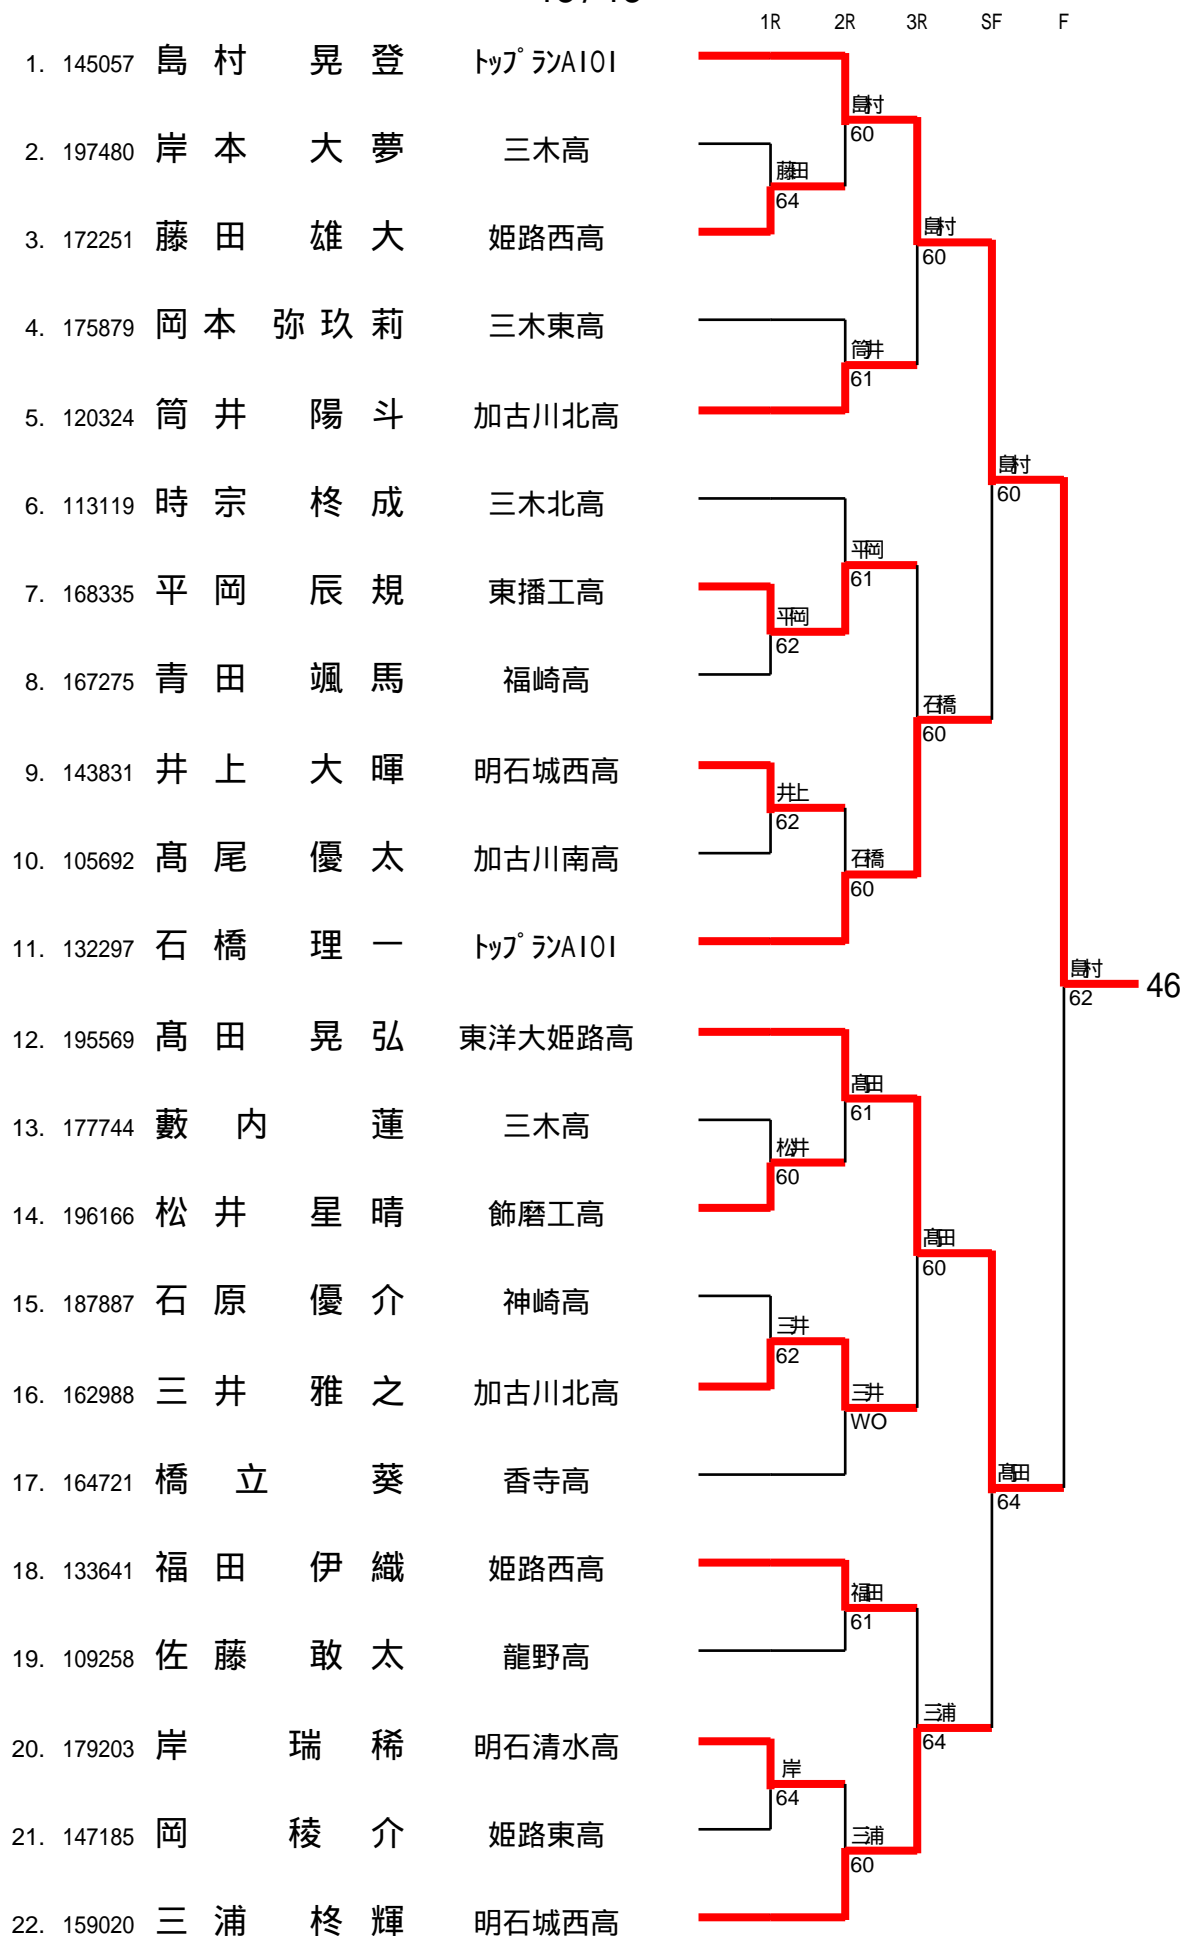 1R 2R 3R SF F
1. 145057 島村 晃登 トップランAIOI
島村
60
2. 197480 岸本 大夢 三木高
藤田
64
3. 172251 藤田 雄大 姫路西高
島村
60
4. 175879 岡本 弥玖莉 三木東高
筒井
61
5. 120324 筒井 陽斗 加古川北高
島村
60
6. 113119 時宗 柊成 三木北高
平岡
61
7. 168335 平岡 辰規 東播工高
平岡
62
8. 167275 青田 颯馬 福崎高
石橋
60
9. 143831 井上 大暉 明石城西高
井上
62
10. 105692 髙尾 優太 加古川南高
石橋
60
11. 132297 石橋 理一 トップランAIOI
島村
62
46
12. 195569 髙田 晃弘 東洋大姫路高
髙田
61
13. 177744 藪内 蓮 三木高
松井
60
14. 196166 松井 星晴 飾磨工高
髙田
60
15. 187887 石原 優介 神崎高
三井
62
16. 162988 三井 雅之 加古川北高
三井
WO
17. 164721 橋立 葵 香寺高
髙田
64
18. 133641 福田 伊織 姫路西高
福田
61
19. 109258 佐藤 敢太 龍野高
三浦
64
20. 179203 岸 瑞稀 明石清水高
岸
64
21. 147185 岡 稜介 姫路東高
三浦
60
22. 159020 三浦 柊輝 明石城西高